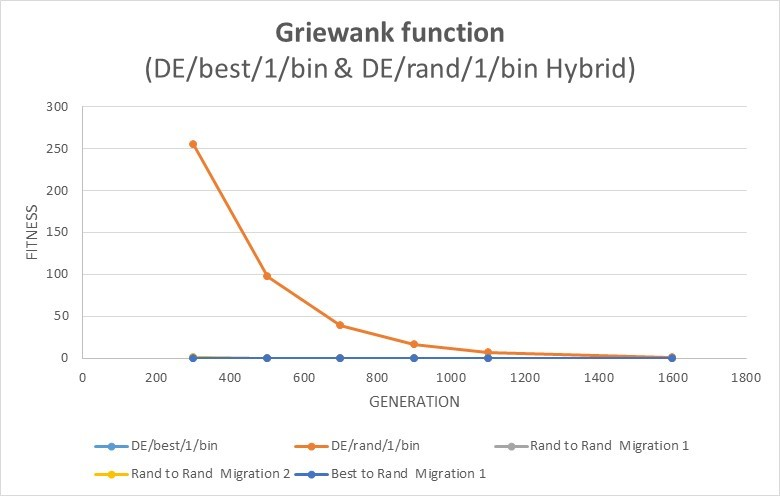 Griewank function
(DE/best/1/bin & DE/rand/1/bin Hybrid)
300
250
200
150
100
50
0
FITNESS
0 200 400 600 800 1000 1200 1400 1600 1800
GENERATION
DE/best/1/bin DE/rand/1/bin Rand to Rand Migration 1
Rand to Rand Migration 2 Best to Rand Migration 1